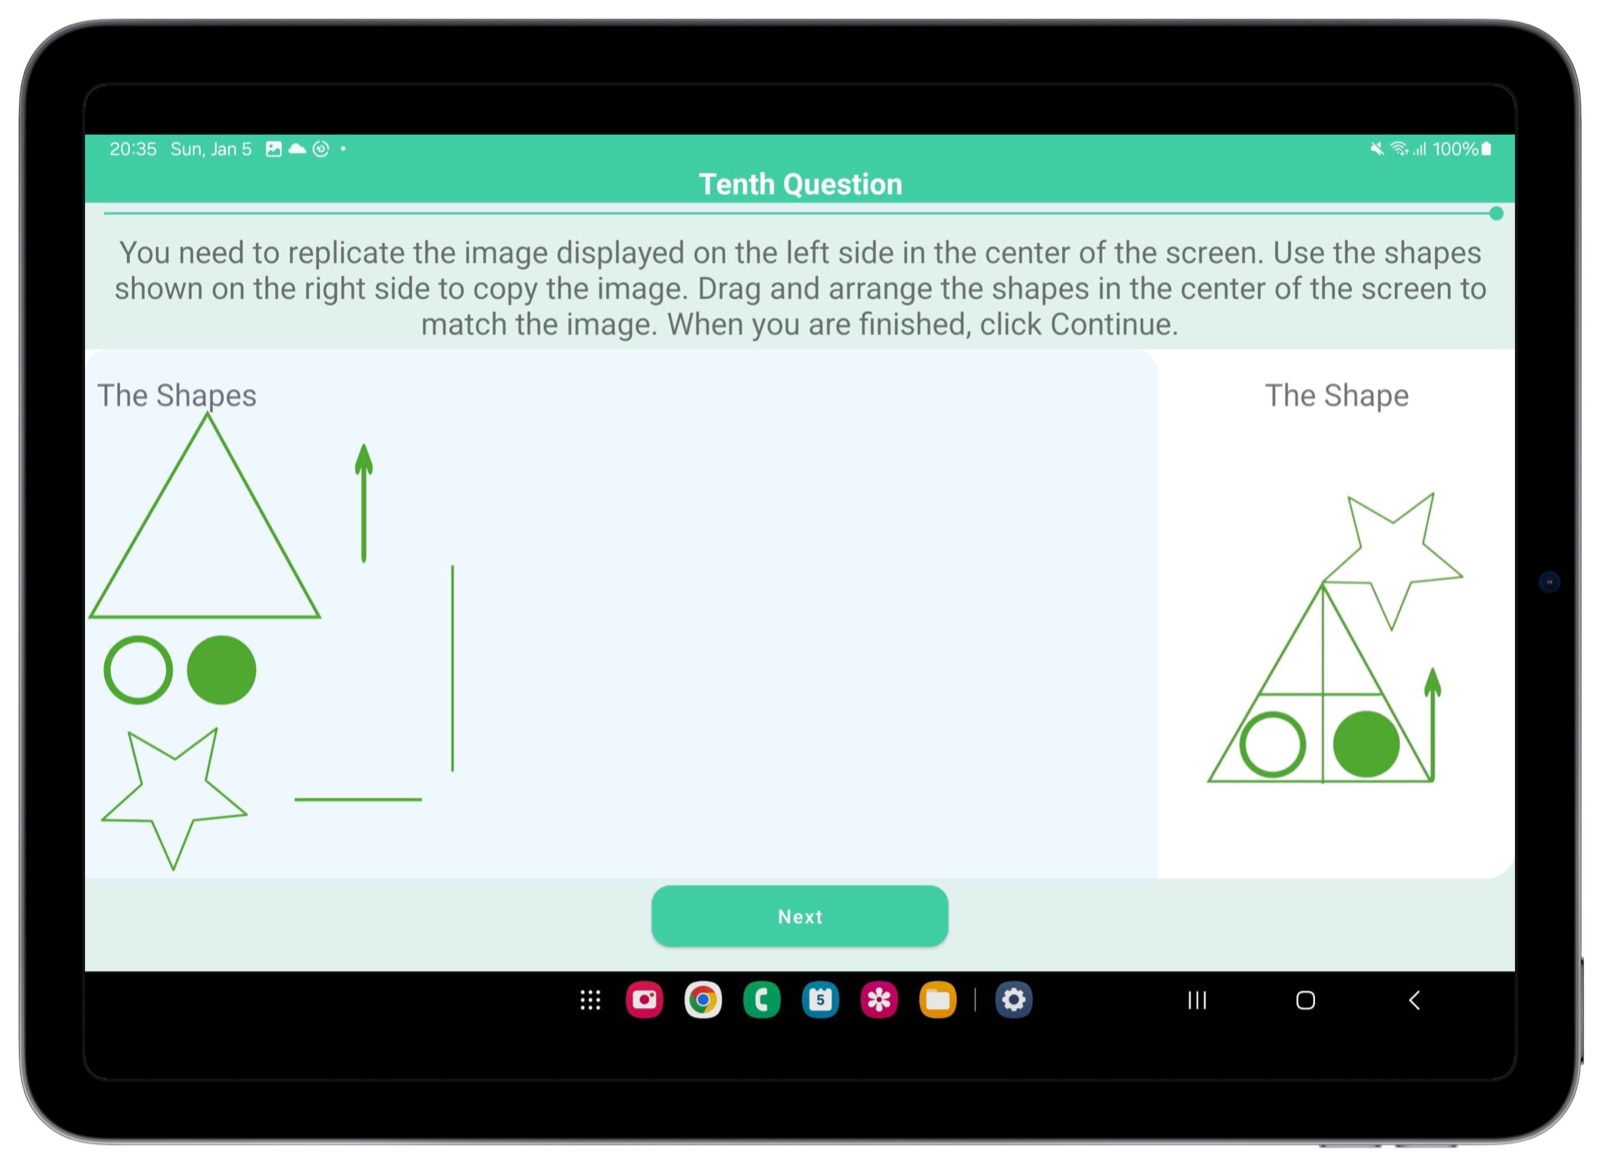 20:35 Sun, Jan 5
100%
Tenth Question
You need to replicate the image displayed on the left side in the center of the screen. Use the shapes
shown on the right side to copy the image. Drag and arrange the shapes in the center of the screen to
match the image. When you are finished, click Continue.
The Shapes
The Shape
Next
5